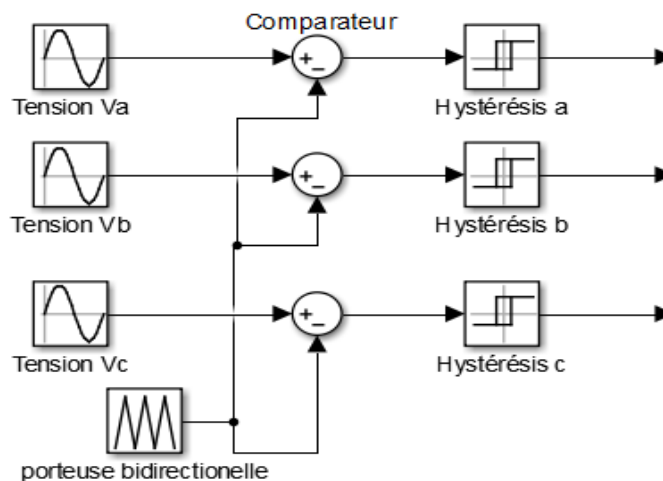 Comparateur
+
−
Tension Va
Hystérésis a
+
−
Tension Vb
Hystérésis b
+
−
Tension Vc
Hystérésis c
porteuse bidirectionelle